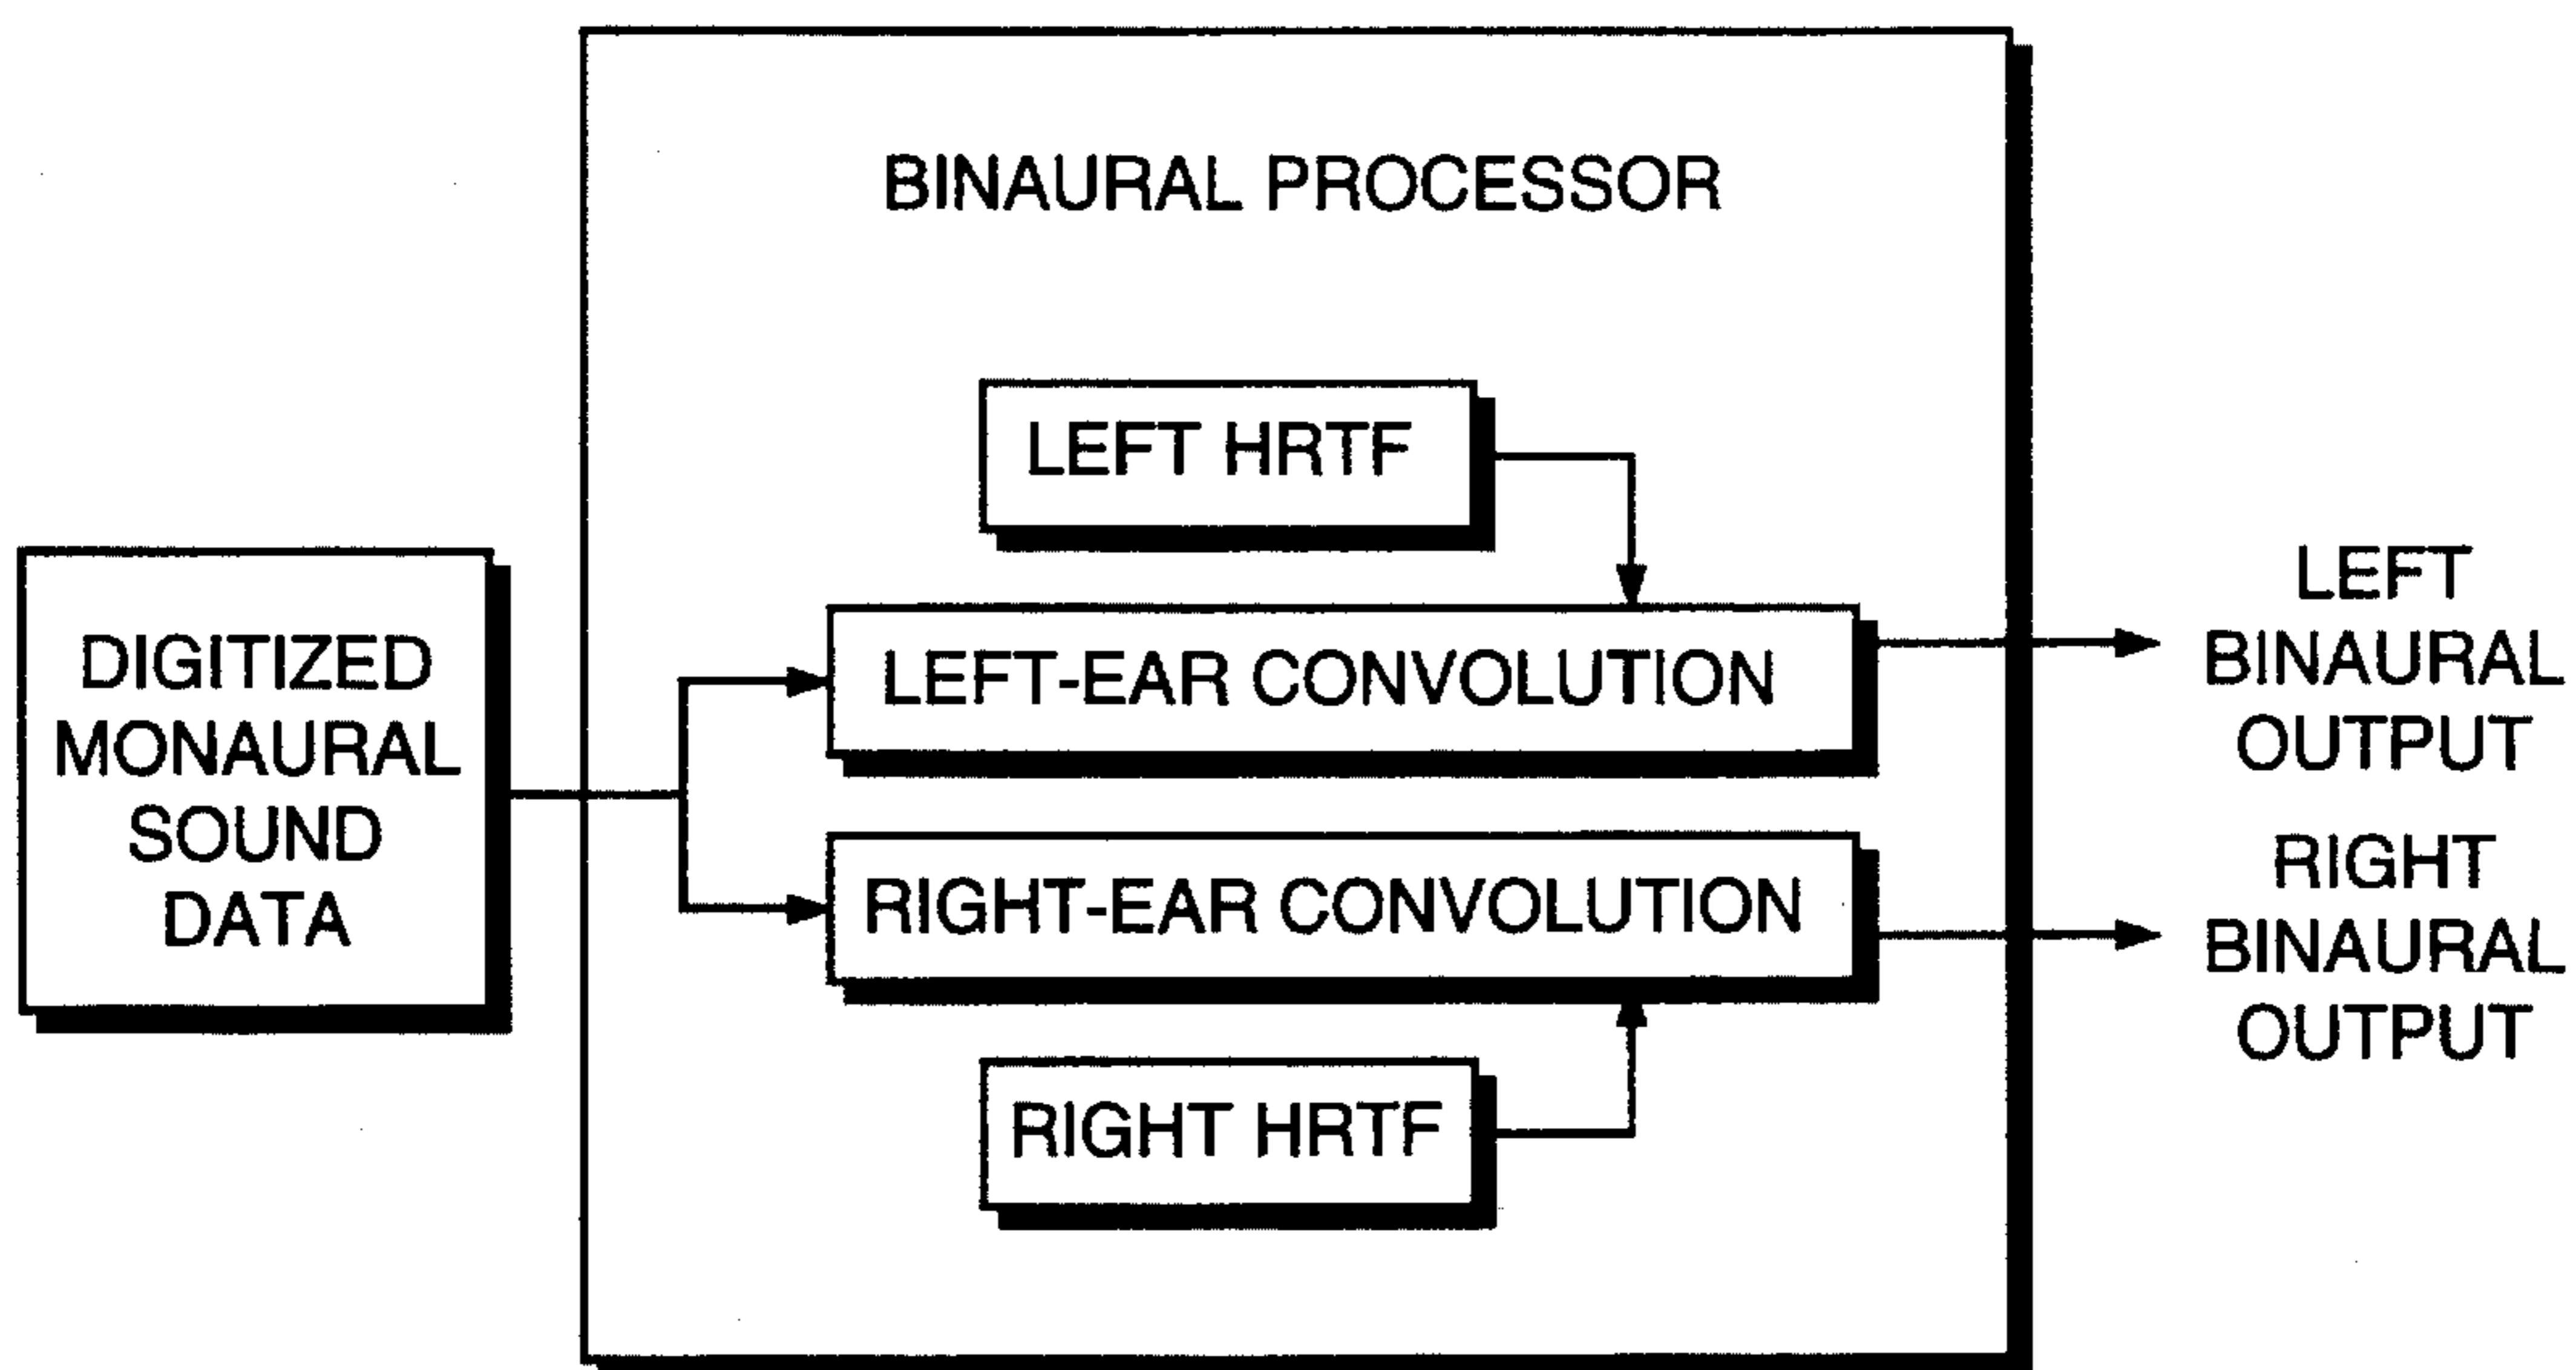 BINAURAL PROCESSOR
LEFT HRTF
DIGITIZED
MONAURAL
SOUND
DATA
LEFT-EAR CONVOLUTION
RIGHT-EAR CONVOLUTION
RIGHT HRTF
LEFT
BINAURAL
OUTPUT
RIGHT
BINAURAL
OUTPUT